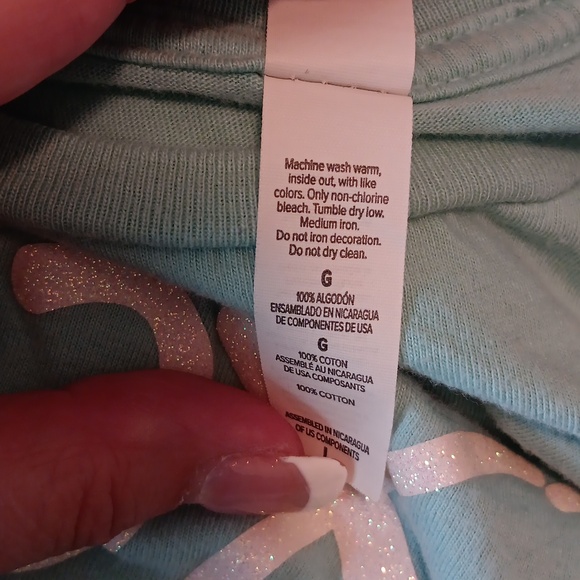 Machine wash warm,
inside out, with like
colors. Only non-chlorine
bleach. Tumble dry low.
Medium iron.
Do not iron decoration.
Do not dry clean.
G
100% ALGODÓN
ENSAMBLADO EN NICARAGUA
DE COMPONENTES DE USA
G
100% COTON
ASSEMBLÉ AU NICARAGUA
DE USA COMPOSANTS
100% COTTON
ASSEMBLED IN NICARAGUA
OF US COMPONENTS